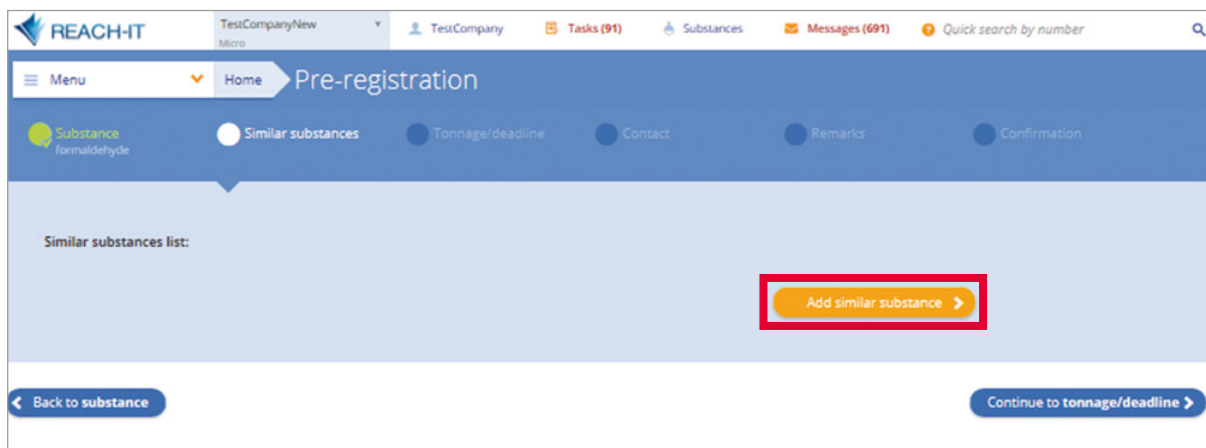 REACH-IT TestCompanyNew TestCompany Tasks (91) Substances Messages (691) Quick search by number
Micro
Menu Home Pre-registration
Substance Similar substances Tonnage/deadline Contact Remarks Confirmation
formaldehyde
Similar substances list:
Add similar substance
Back to substance Continue to tonnage/deadline